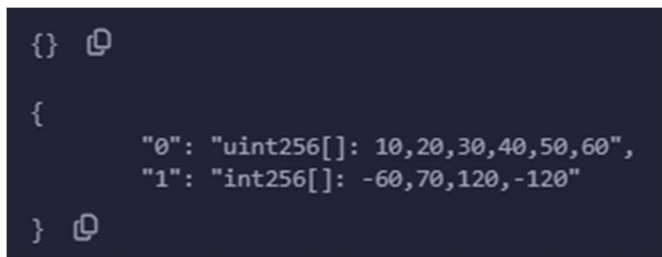 {}
{
"0": "uint256[]: 10,20,30,40,50,60",
"1": "int256[]: -60,70,120,-120"
}